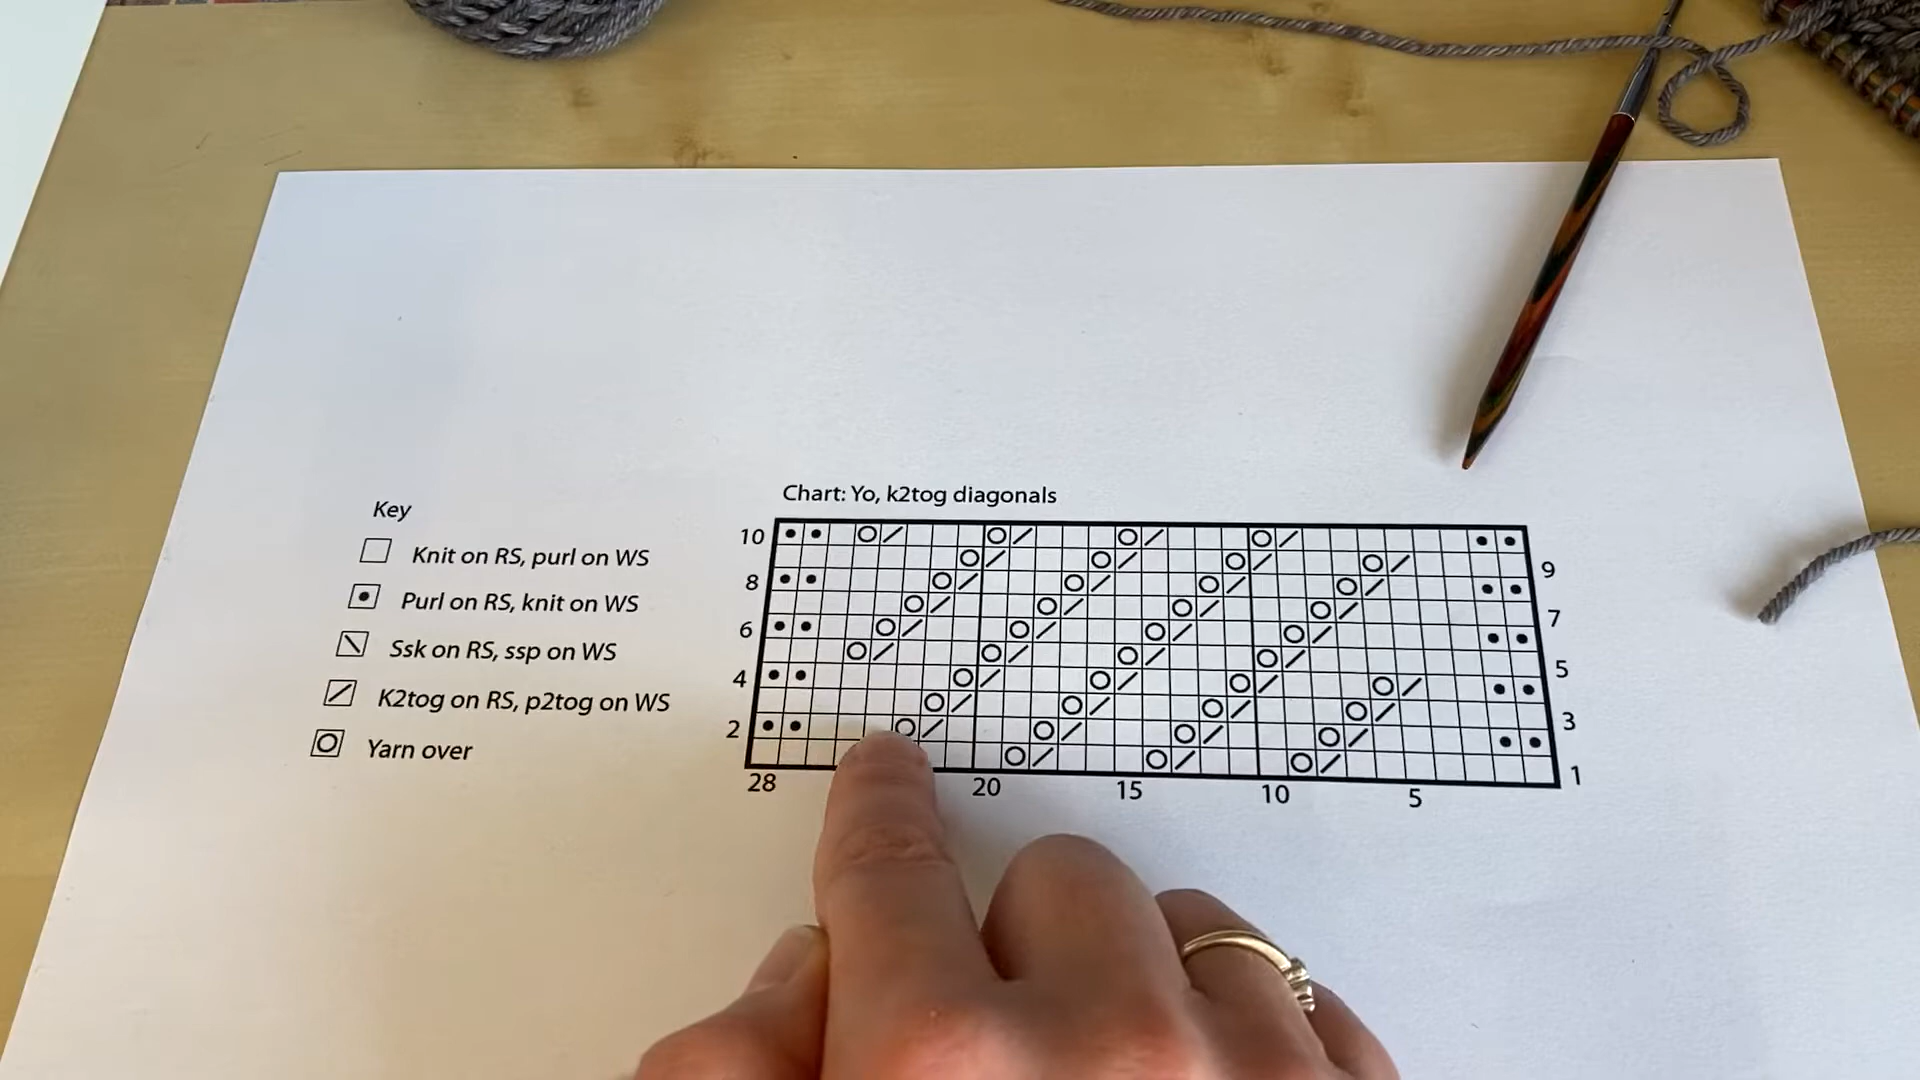 Key
Knit on RS, purl on WS
Purl on RS, knit on WS
Ssk on RS, ssp on WS
K2tog on RS, p2tog on WS
Yarn over
Chart: Yo, k2tog diagonals
10
9
8
7
6
5
4
3
2
1
28 20 15 10 5